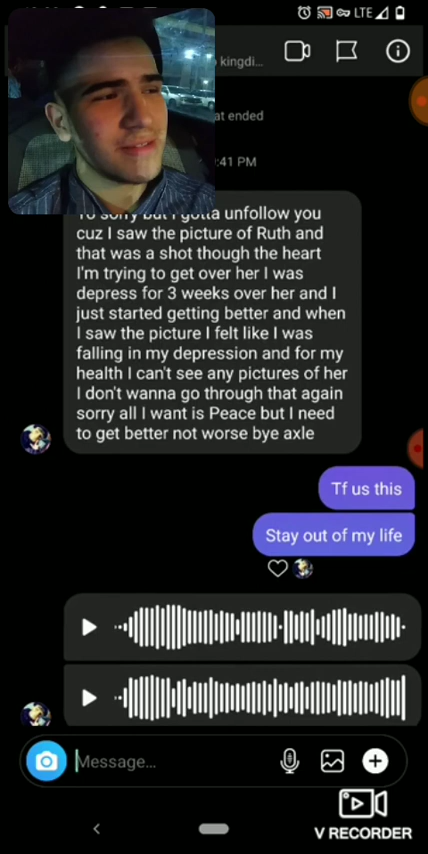 LTE
kingdi...
at ended
:41 PM
To sorry but I gotta unfollow you
cuz I saw the picture of Ruth and
that was a shot though the heart
I'm trying to get over her I was
depress for 3 weeks over her and I
just started getting better and when
I saw the picture I felt like I was
falling in my depression and for my
health I can't see any pictures of her
I don't wanna go through that again
sorry all I want is Peace but I need
to get better not worse bye axle
Tf us this
Stay out of my life
Message...
V RECORDER